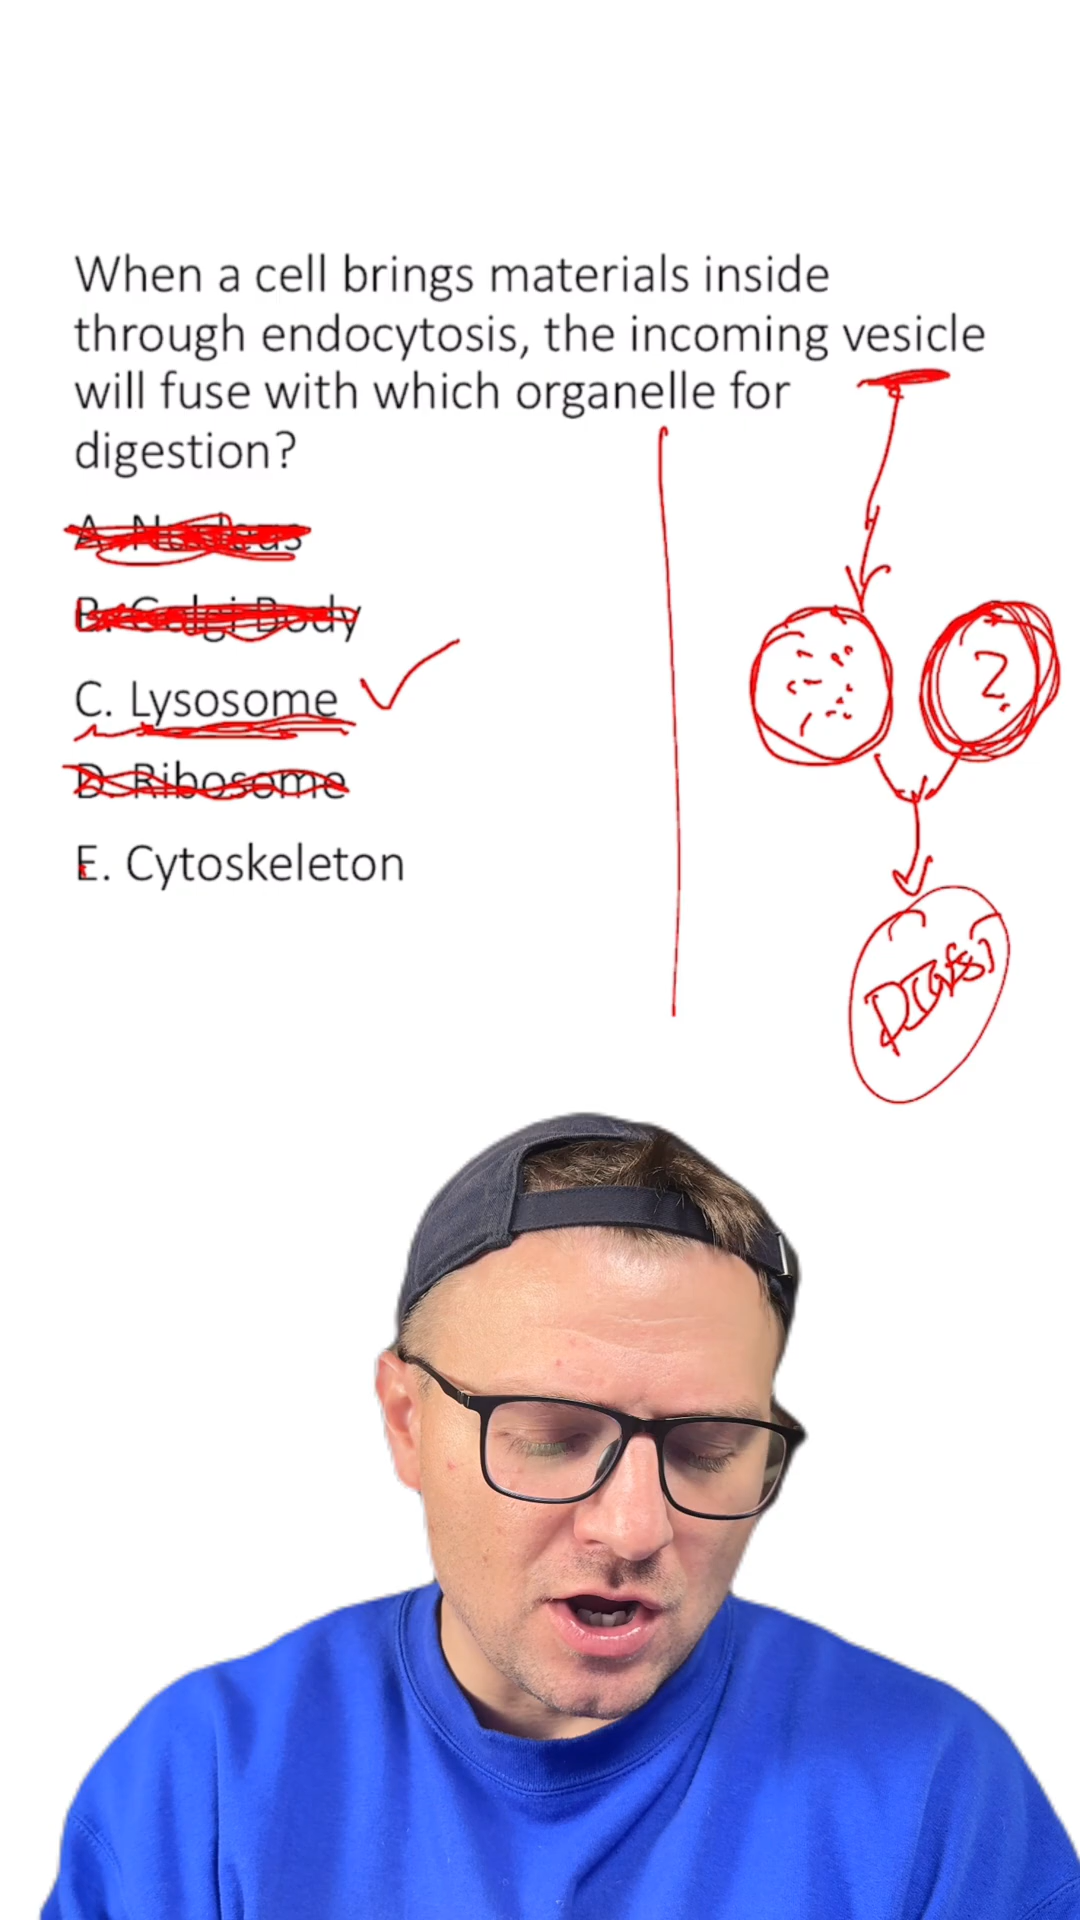 When a cell brings materials inside
through endocytosis, the incoming vesicle
will fuse with which organelle for
digestion?
A. Nucleus
B. Golgi Body
C. Lysosome
D. Ribosome
E. Cytoskeleton
?